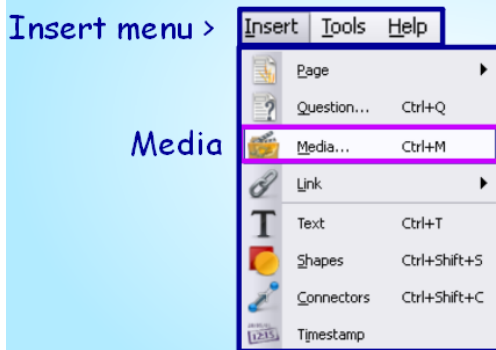 Insert menu > Insert Tools Help
Page
Question... Ctrl+Q
Media Media... Ctrl+M
Link
Text Ctrl+T
Shapes Ctrl+Shift+S
Connectors Ctrl+Shift+C
Timestamp